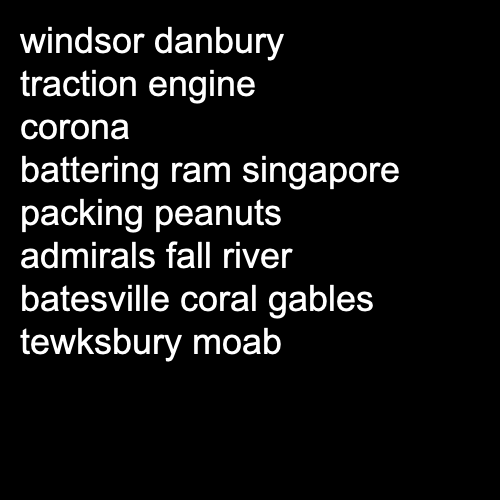 windsor danbury
traction engine
corona
battering ram singapore
packing peanuts
admirals fall river
batesville coral gables
tewksbury moab